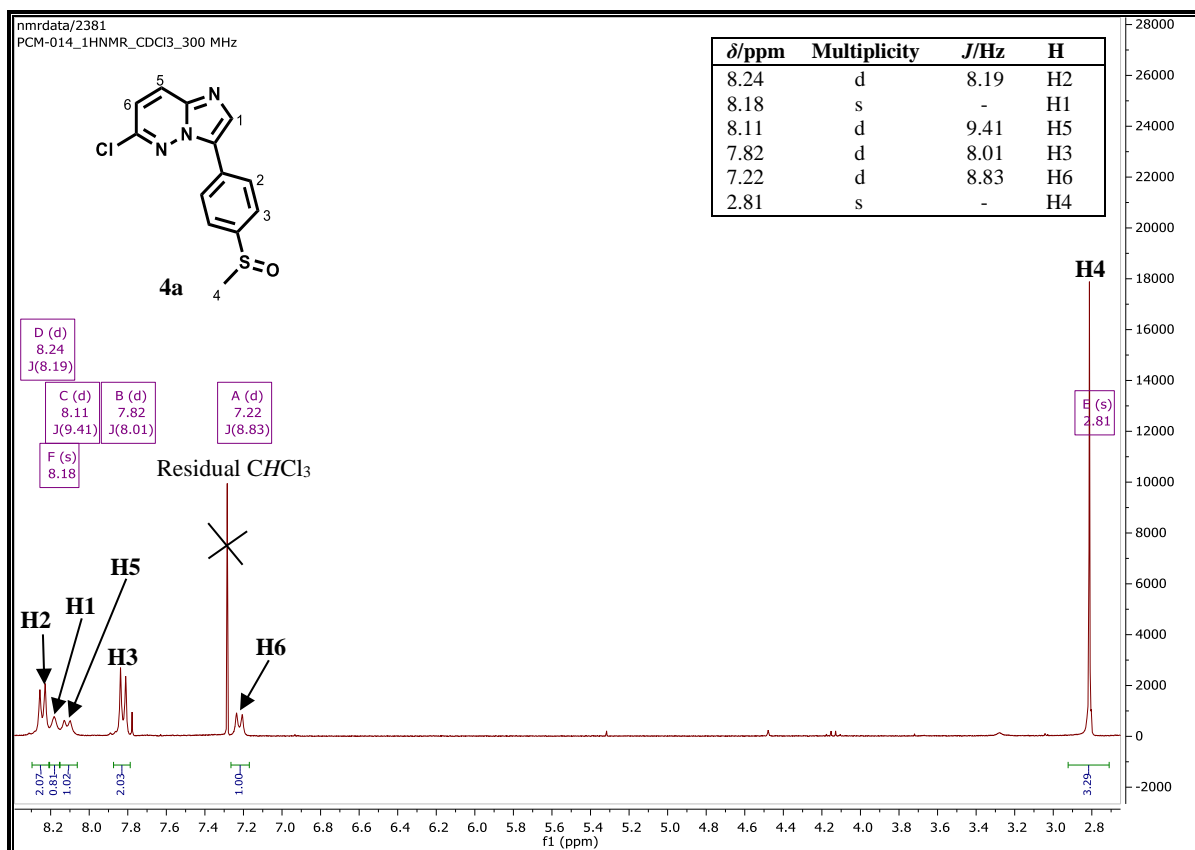 nmrdata/2381
PCM-014_1HNMR_CDCl3_300 MHz
δ/ppm Multiplicity J/Hz H
8.24 d 8.19 H2
8.18 s - H1
8.11 d 9.41 H5
7.82 d 8.01 H3
7.22 d 8.83 H6
2.81 s - H4
5
6
N
1
N
N
Cl
2
3
S
O
4
4a
D (d)
8.24
J(8.19)
C (d)
8.11
J(9.41)
B (d)
7.82
J(8.01)
A (d)
7.22
J(8.83)
E (s)
2.81
F (s)
8.18
Residual CHCl₃
H4
H5
H1
H2
H3
H6
2.07
0.81
1.02
2.03
1.00
3.29
8.2 8.0 7.8 7.6 7.4 7.2 7.0 6.8 6.6 6.4 6.2 6.0 5.8 5.6 5.4 5.2 5.0 4.8 4.6 4.4 4.2 4.0 3.8 3.6 3.4 3.2 3.0 2.8
f1 (ppm)
28000
26000
24000
22000
20000
18000
16000
14000
12000
10000
8000
6000
4000
2000
0
-2000